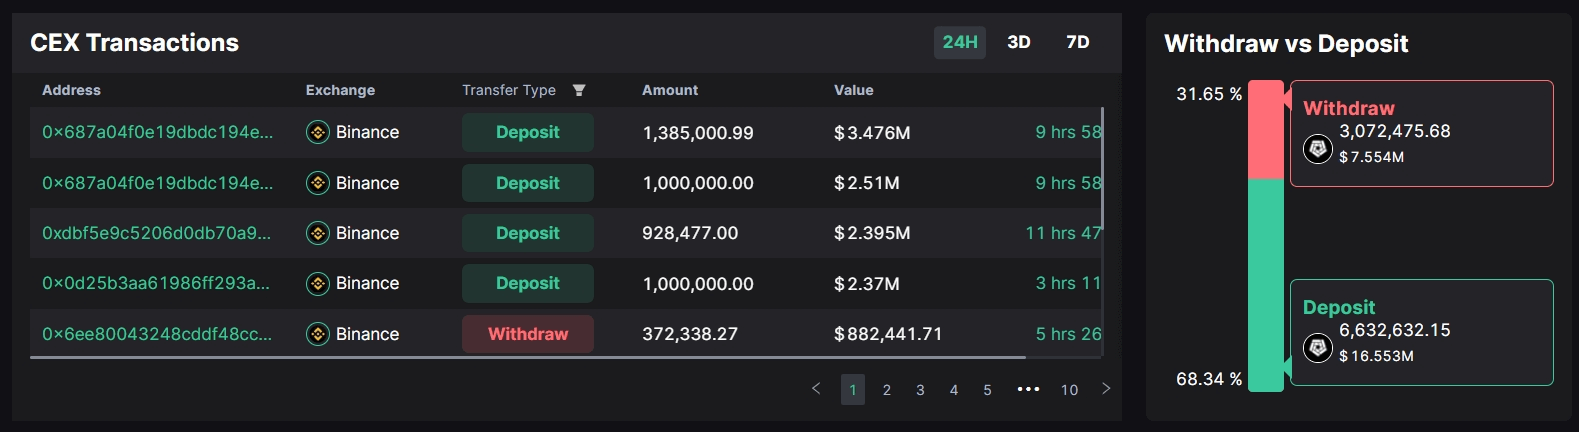 CEX Transactions
24H 3D 7D
Address Exchange Transfer Type Amount Value
0x687a04f0e19dbdc194e... Binance Deposit 1,385,000.99 $3.476M 9 hrs 58
0x687a04f0e19dbdc194e... Binance Deposit 1,000,000.00 $2.51M 9 hrs 58
0xdbf5e9c5206d0db70a9... Binance Deposit 928,477.00 $2.395M 11 hrs 47
0x0d25b3aa61986ff293a... Binance Deposit 1,000,000.00 $2.37M 3 hrs 11
0x6ee80043248cddf48cc... Binance Withdraw 372,338.27 $882,441.71 5 hrs 26
< 1 2 3 4 5 ••• 10 >
Withdraw vs Deposit
31.65 %
Withdraw
3,072,475.68
$7.554M
Deposit
6,632,632.15
$16.553M
68.34 %